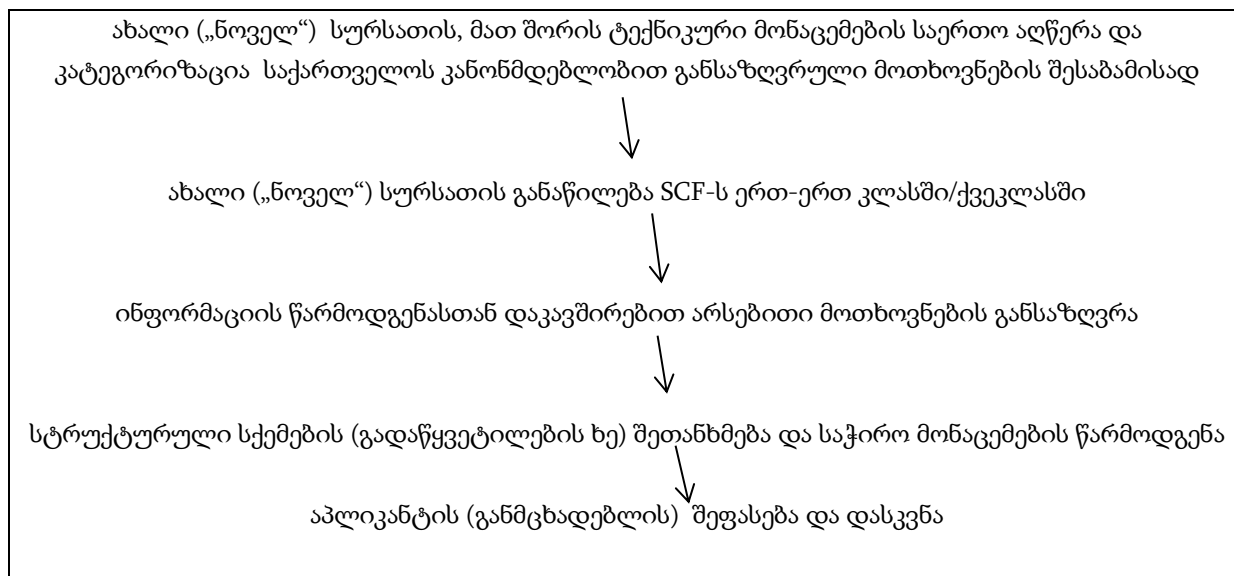 ახალი („ნოველ“) სურსათის, მათ შორის ტექნიკური მონაცემების საერთო აღწერა და
კატეგორიზაცია საქართველოს კანონმდებლობით განსაზღვრული მოთხოვნების შესაბამისად
ახალი („ნოველ“) სურსათის განაწილება SCF-ს ერთ-ერთ კლასში/ქვეკლასში
ინფორმაციის წარმოდგენასთან დაკავშირებით არსებითი მოთხოვნების განსაზღვრა
სტრუქტურული სქემების (გადაწყვეტილების ხე) შეთანხმება და საჭირო მონაცემების წარმოდგენა
აპლიკანტის (განმცხადებლის) შეფასება და დასკვნა